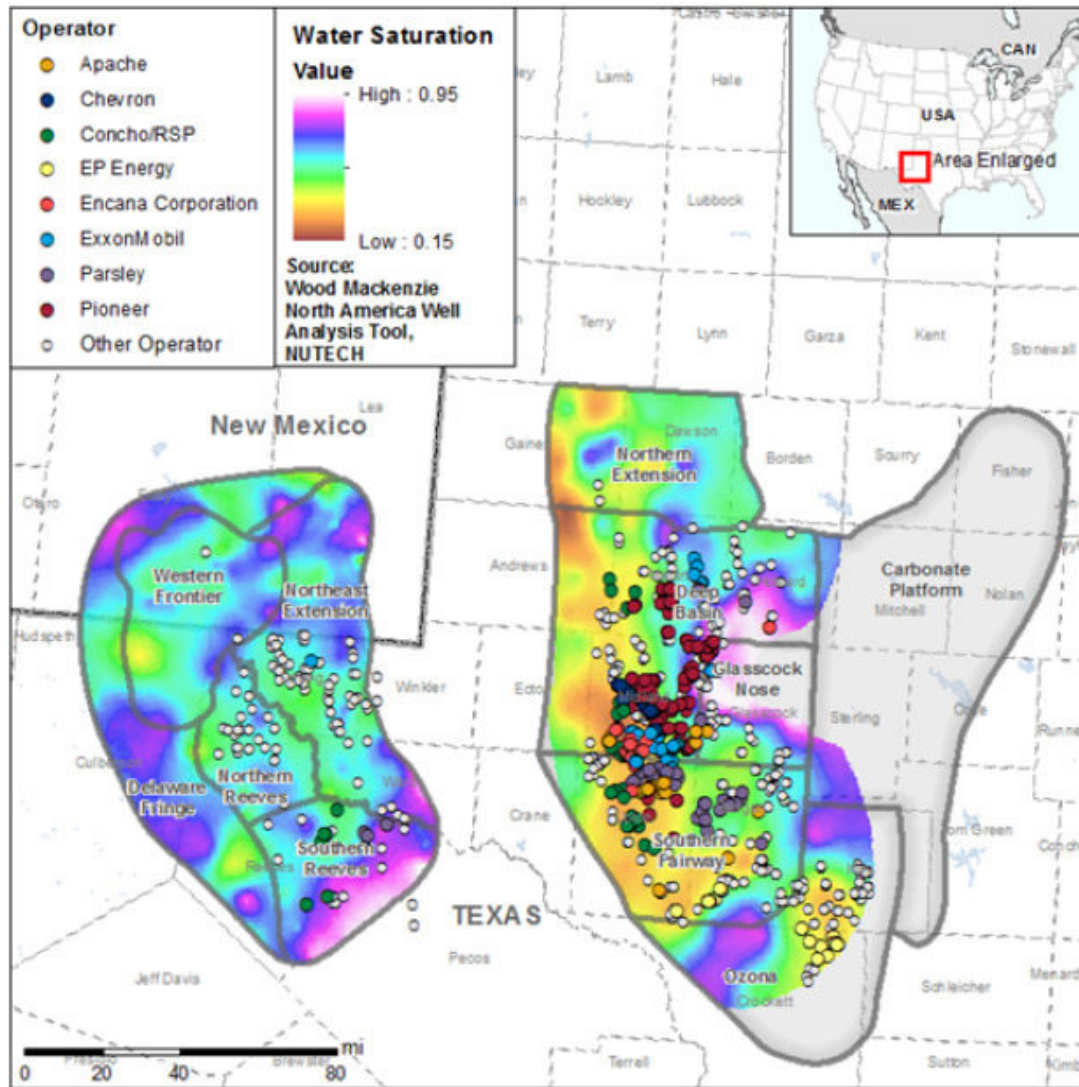 Operator
Apache
Chevron
Concho/RSP
EP Energy
Encana Corporation
ExxonMobil
Parsley
Pioneer
Other Operator
Water Saturation
Value
High : 0.95
Low : 0.15
Source:
Wood Mackenzie
North America Well
Analysis Tool,
NUTECH
CAN
USA
Area Enlarged
MEX
Lamb
Hale
Hockley
Lubbock
Terry
Lynn
Garza
Kent
Stonewall
New Mexico
Lea
Dawson
Northern
Extension
Borden
Scurry
Fisher
Andrews
Western
Frontier
Northeast
Extension
Deep
Basin
Carbonate
Platform
Mitchell
Nolan
Hudspeth
Winkler
Glasscock
Nose
Glasscock
Sterling
Northern
Reeves
Delaware
Fringe
Crane
Southern
Reeves
Southern
Fairway
om Green
TEXAS
Pecos
Jeff Davis
Ozona
Crockett
Schleicher
Menard
mi
0 20 40 80
Brewster
Terrell
Sutton